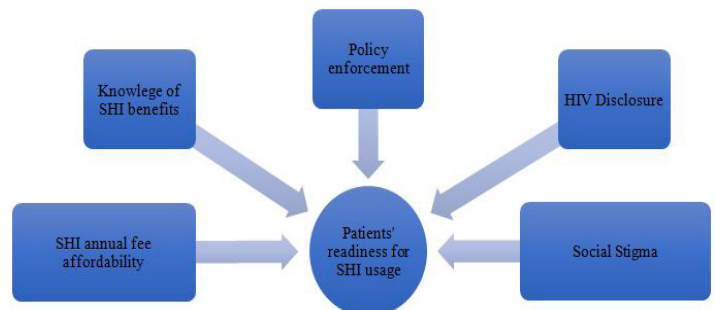 Policy
enforcement
Knowlege of
SHI benefits
HIV Disclosure
SHI annual fee
affordability
Patients'
readiness for
SHI usage
Social Stigma